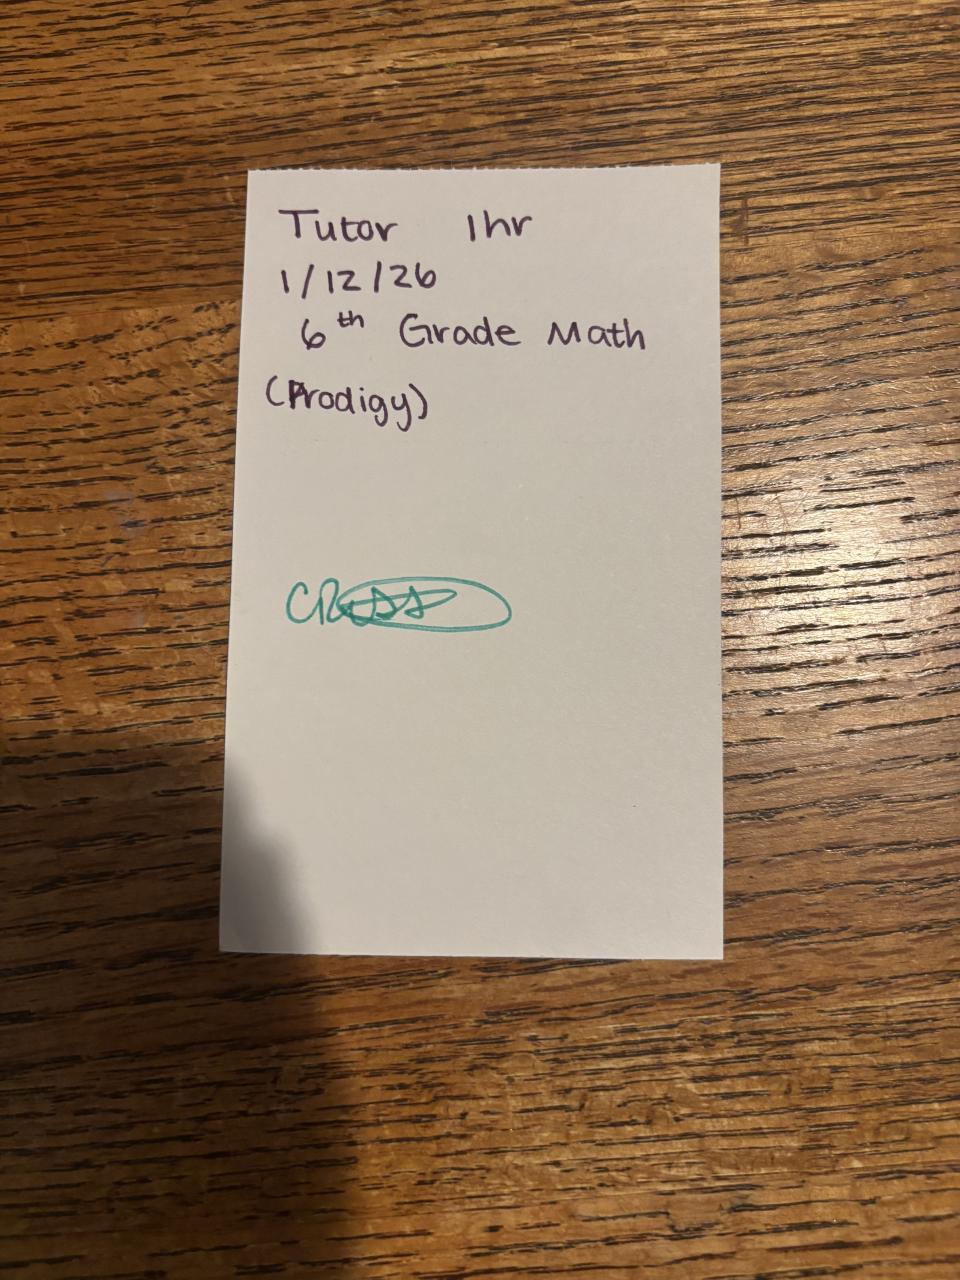 Tutor 1hr
1/12/26
6th Grade Math
(Prodigy)